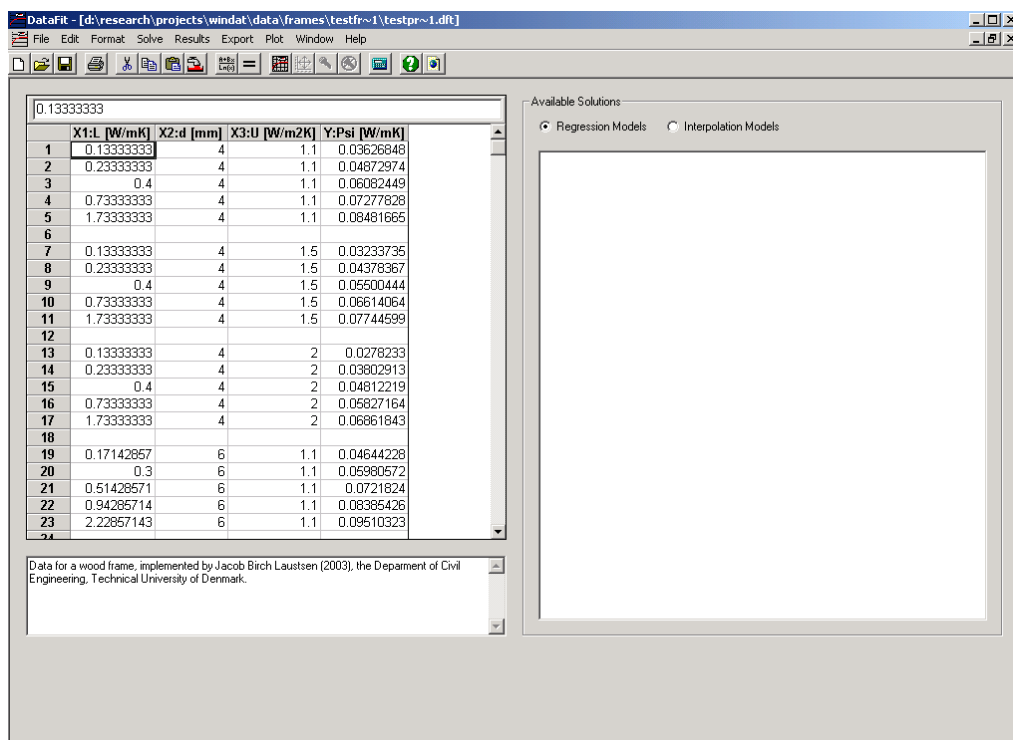 DataFit - [d:\research\projects\windat\data\frames\testfr~1\testpr~1.dft]
File Edit Format Solve Results Export Plot Window Help
0.13333333
X1:L [W/mK] X2:d [mm] X3:U [W/m2K] Y:Psi [W/mK]
1 0.13333333 4 1.1 0.03626848
2 0.23333333 4 1.1 0.04872974
3 0.4 4 1.1 0.06082449
4 0.73333333 4 1.1 0.07277828
5 1.73333333 4 1.1 0.08481665
6
7 0.13333333 4 1.5 0.03233735
8 0.23333333 4 1.5 0.04378367
9 0.4 4 1.5 0.05500444
10 0.73333333 4 1.5 0.06614064
11 1.73333333 4 1.5 0.07744599
12
13 0.13333333 4 2 0.0278233
14 0.23333333 4 2 0.03802913
15 0.4 4 2 0.04812219
16 0.73333333 4 2 0.05827164
17 1.73333333 4 2 0.06861843
18
19 0.17142857 6 1.1 0.04644228
20 0.3 6 1.1 0.05980572
21 0.51428571 6 1.1 0.0721824
22 0.94285714 6 1.1 0.08385426
23 2.22857143 6 1.1 0.09510323
24
Data for a wood frame, implemented by Jacob Birch Laustsen (2003), the Deparment of Civil
Engineering, Technical University of Denmark.
Available Solutions
Regression Models Interpolation Models